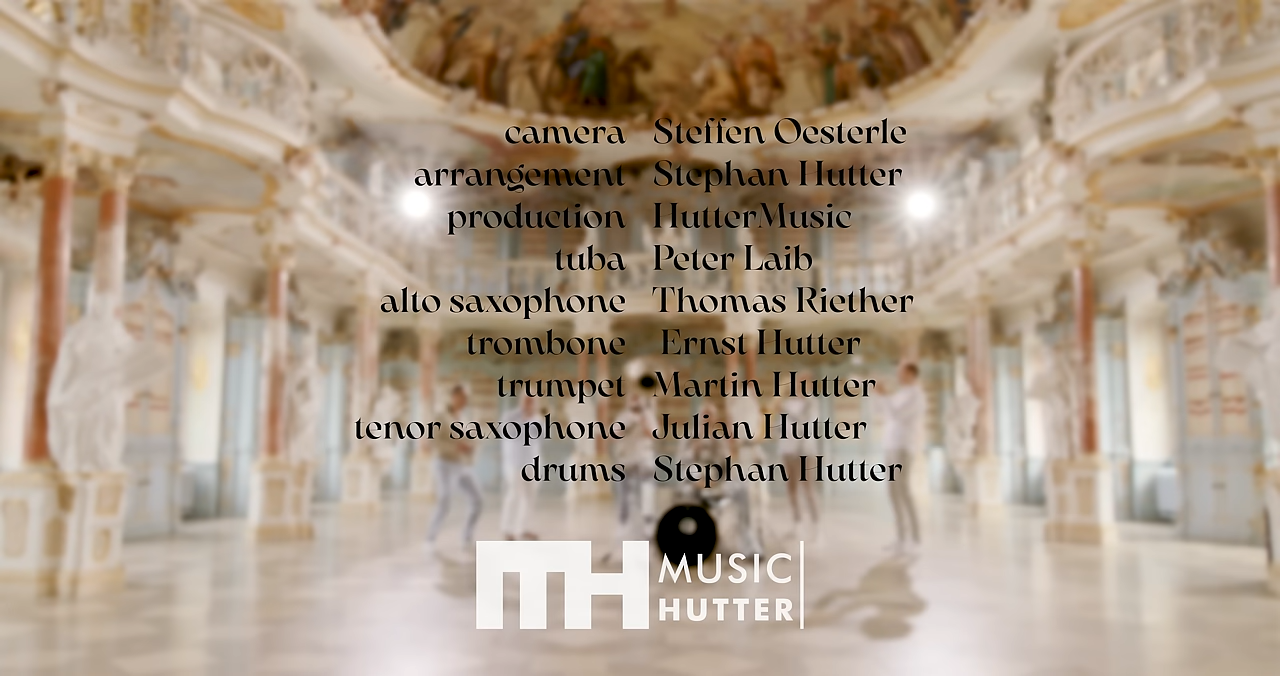 camera Steffen Oesterle
arrangement Stephan Hutter
production HutterMusic
tuba Peter Laib
alto saxophone Thomas Riether
trombone Ernst Hutter
trumpet Martin Hutter
tenor saxophone Julian Hutter
drums Stephan Hutter
MH MUSIC
HUTTER